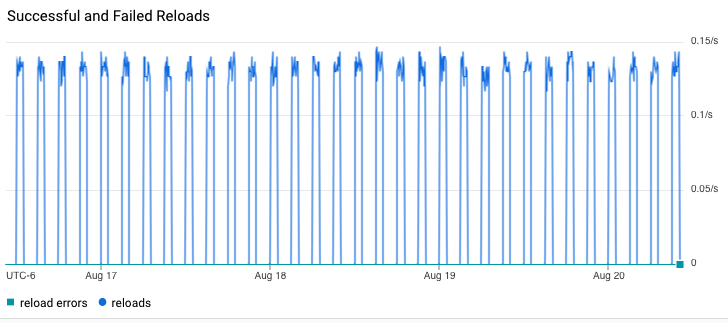 Successful and Failed Reloads
0.15/s
0.1/s
0.05/s
0
UTC-6 Aug 17 Aug 18 Aug 19 Aug 20
reload errors reloads